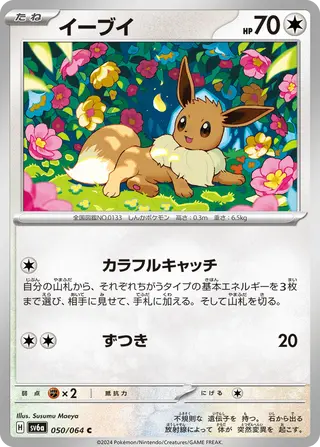 たね イーブイ HP70
全国図鑑NO.0133 しんかポケモン 高さ:0.3m 重さ:6.5kg
カラフルキャッチ
自分の山札から、それぞれちがうタイプの基本エネルギーを3枚
まで選び、相手に見せて、手札に加える。そして山札を切る。
ずつき 20
弱点 ×2 抵抗力 にげる
Illus. Susumu Maeya
H sv6a 050/064 C
不規則な 遺伝子を 持つ。 石から でる
放射線によって 体が 突然変異を 起こす。
©2024 Pokémon/Nintendo/Creatures/GAME FREAK.